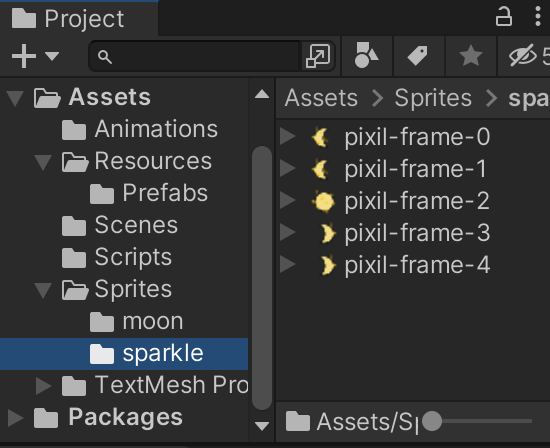 Project
5
Assets
Animations
Resources
Prefabs
Scenes
Scripts
Sprites
moon
sparkle
TextMesh Pro
Packages
Assets > Sprites > spa
pixil-frame-0
pixil-frame-1
pixil-frame-2
pixil-frame-3
pixil-frame-4
Assets/Sp